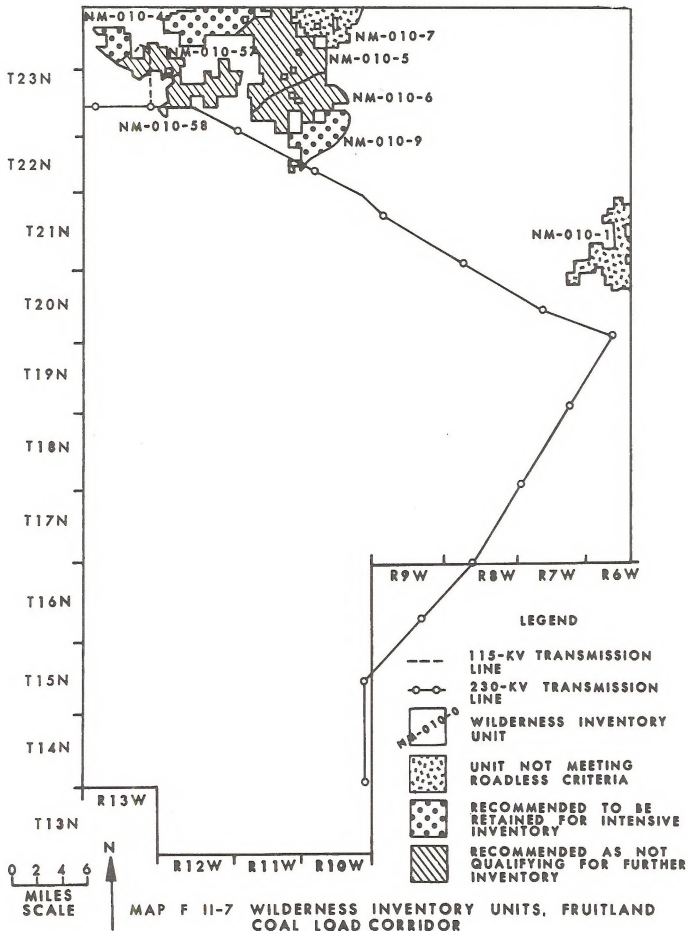 NM-010-4
NM-010-57
NM-010-7
NM-010-5
T23N
NM-010-6
NM-010-58
NM-010-9
T22N
T21N
NM-010-1
T20N
T19N
T18N
T17N
R9W R8W R7W R6W
T16N
LEGEND
115-KV TRANSMISSION
LINE
T15N
230-KV TRANSMISSION
LINE
NM-010-0
WILDERNESS INVENTORY
UNIT
T14N
UNIT NOT MEETING
ROADLESS CRITERIA
R13W
T13N
RECOMMENDED TO BE
RETAINED FOR INTENSIVE
INVENTORY
R12W R11W R10W
RECOMMENDED AS NOT
QUALIFYING FOR FURTHER
INVENTORY
N
0 2 4 6
MILES
SCALE
MAP F II-7 WILDERNESS INVENTORY UNITS, FRUITLAND
COAL LOAD CORRIDOR